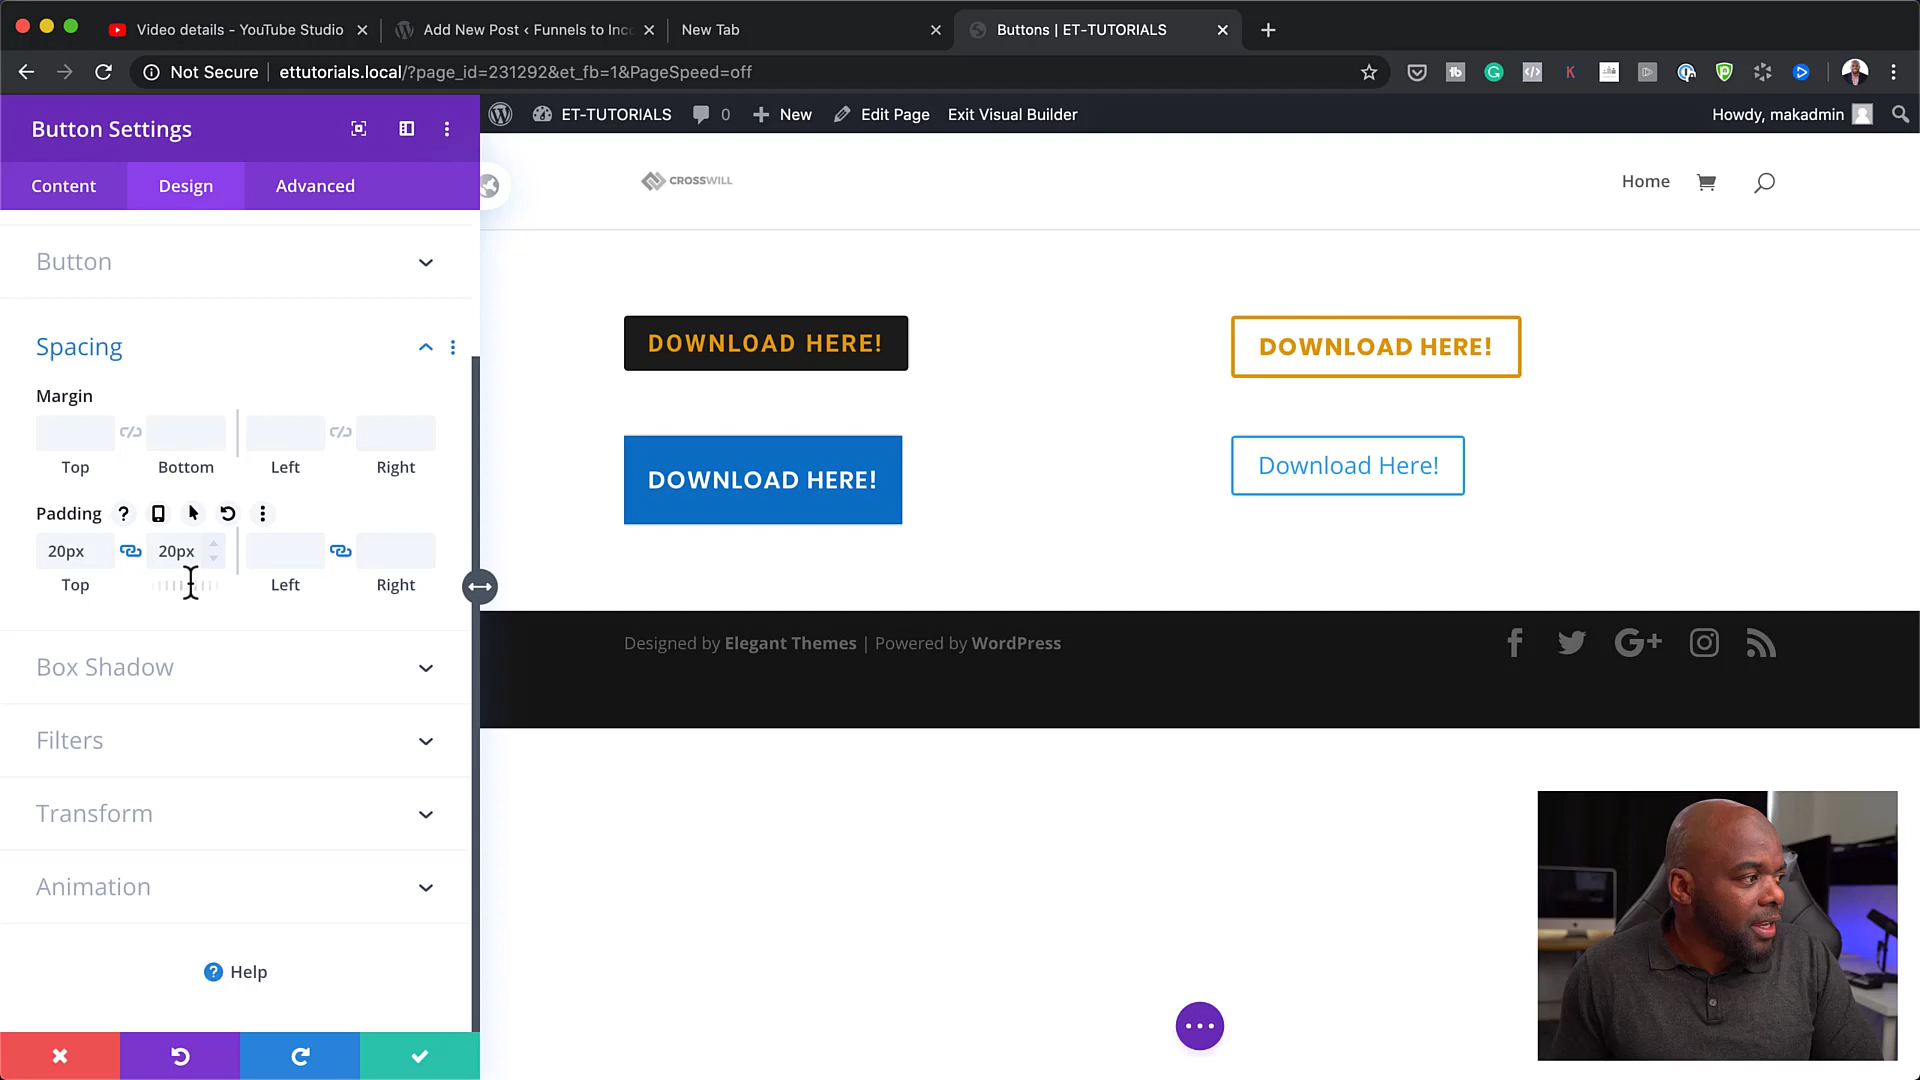 Video details - YouTube Studio
Add New Post ‹ Funnels to Inc
New Tab
Buttons | ET-TUTORIALS
Not Secure
ettutorials.local/?page_id=231292&et_fb=1&PageSpeed=off
Button Settings
ET-TUTORIALS
0
New
Edit Page
Exit Visual Builder
Howdy, makadmin
Content
Design
Advanced
CROSSWILL
Home
Button
Spacing
Margin
Top
Bottom
Left
Right
Padding
20px
20px
Top
Left
Right
Box Shadow
Filters
Transform
Animation
Help
DOWNLOAD HERE!
DOWNLOAD HERE!
DOWNLOAD HERE!
Download Here!
Designed by Elegant Themes | Powered by WordPress